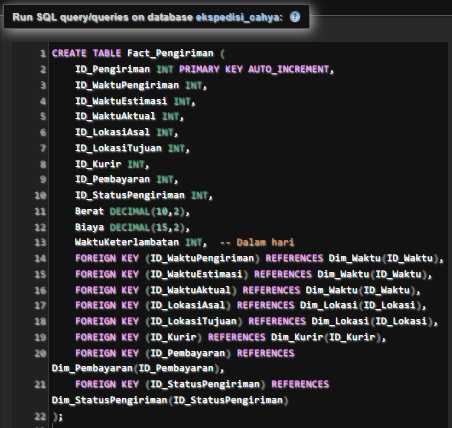 Run SQL query/queries on database ekspedisi_cahya:
1 CREATE TABLE Fact_Pengiriman (
2 ID_Pengiriman INT PRIMARY KEY AUTO_INCREMENT,
3 ID_WaktuPengiriman INT,
4 ID_WaktuEstimasi INT,
5 ID_WaktuAktual INT,
6 ID_LokasiAsal INT,
7 ID_LokasiTujuan INT,
8 ID_Kurir INT,
9 ID_Pembayaran INT,
10 ID_StatusPengiriman INT,
11 Berat DECIMAL(10,2),
12 Biaya DECIMAL(15,2),
13 WaktuKeterlambatan INT, -- Dalam hari
14 FOREIGN KEY (ID_WaktuPengiriman) REFERENCES Dim_Waktu(ID_Waktu),
15 FOREIGN KEY (ID_WaktuEstimasi) REFERENCES Dim_Waktu(ID_Waktu),
16 FOREIGN KEY (ID_WaktuAktual) REFERENCES Dim_Waktu(ID_Waktu),
17 FOREIGN KEY (ID_LokasiAsal) REFERENCES Dim_Lokasi(ID_Lokasi),
18 FOREIGN KEY (ID_LokasiTujuan) REFERENCES Dim_Lokasi(ID_Lokasi),
19 FOREIGN KEY (ID_Kurir) REFERENCES Dim_Kurir(ID_Kurir),
20 FOREIGN KEY (ID_Pembayaran) REFERENCES
Dim_Pembayaran(ID_Pembayaran),
21 FOREIGN KEY (ID_StatusPengiriman) REFERENCES
Dim_StatusPengiriman(ID_StatusPengiriman)
22 );